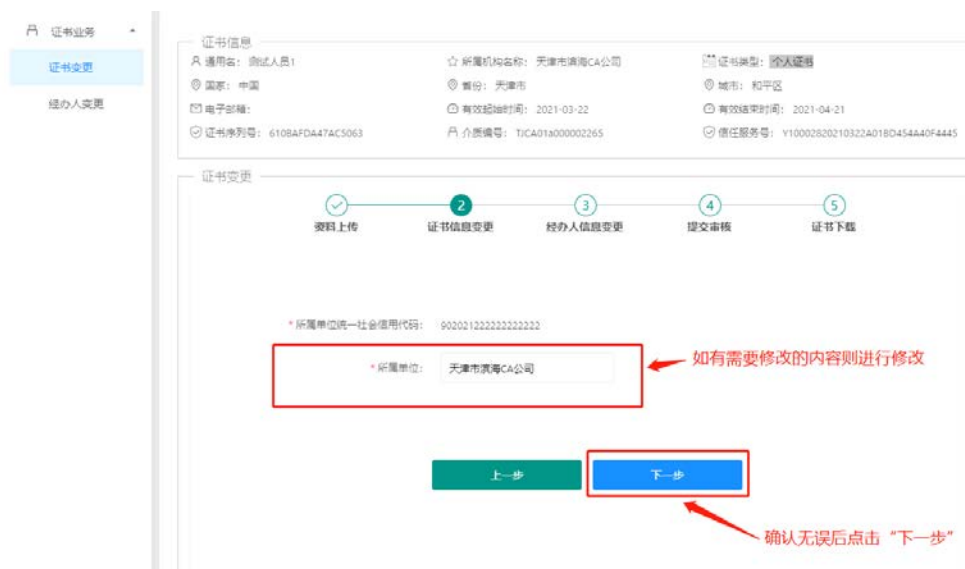 证书业务
证书变更
经办人变更
证书信息
通用名： 测试人员1
所属机构名称： 天津市滨海CA公司
证书类型： 个人证书
国家： 中国
省份： 天津市
城市： 和平区
电子邮箱：
有效起始时间： 2021-03-22
有效结束时间： 2021-04-21
证书序列号： 610BAFDA47AC5063
介质编号： TJCA01a000002265
信任服务号： Y10002820210322A01BD454A40F4445
证书变更
2
3
4
5
资料上传
证书信息变更
经办人信息变更
提交审核
证书下载
*所属单位统一社会信用代码： 902021222222222222
*所属单位： 天津市滨海CA公司
如有需要修改的内容则进行修改
上一步
下一步
确认无误后点击“下一步”